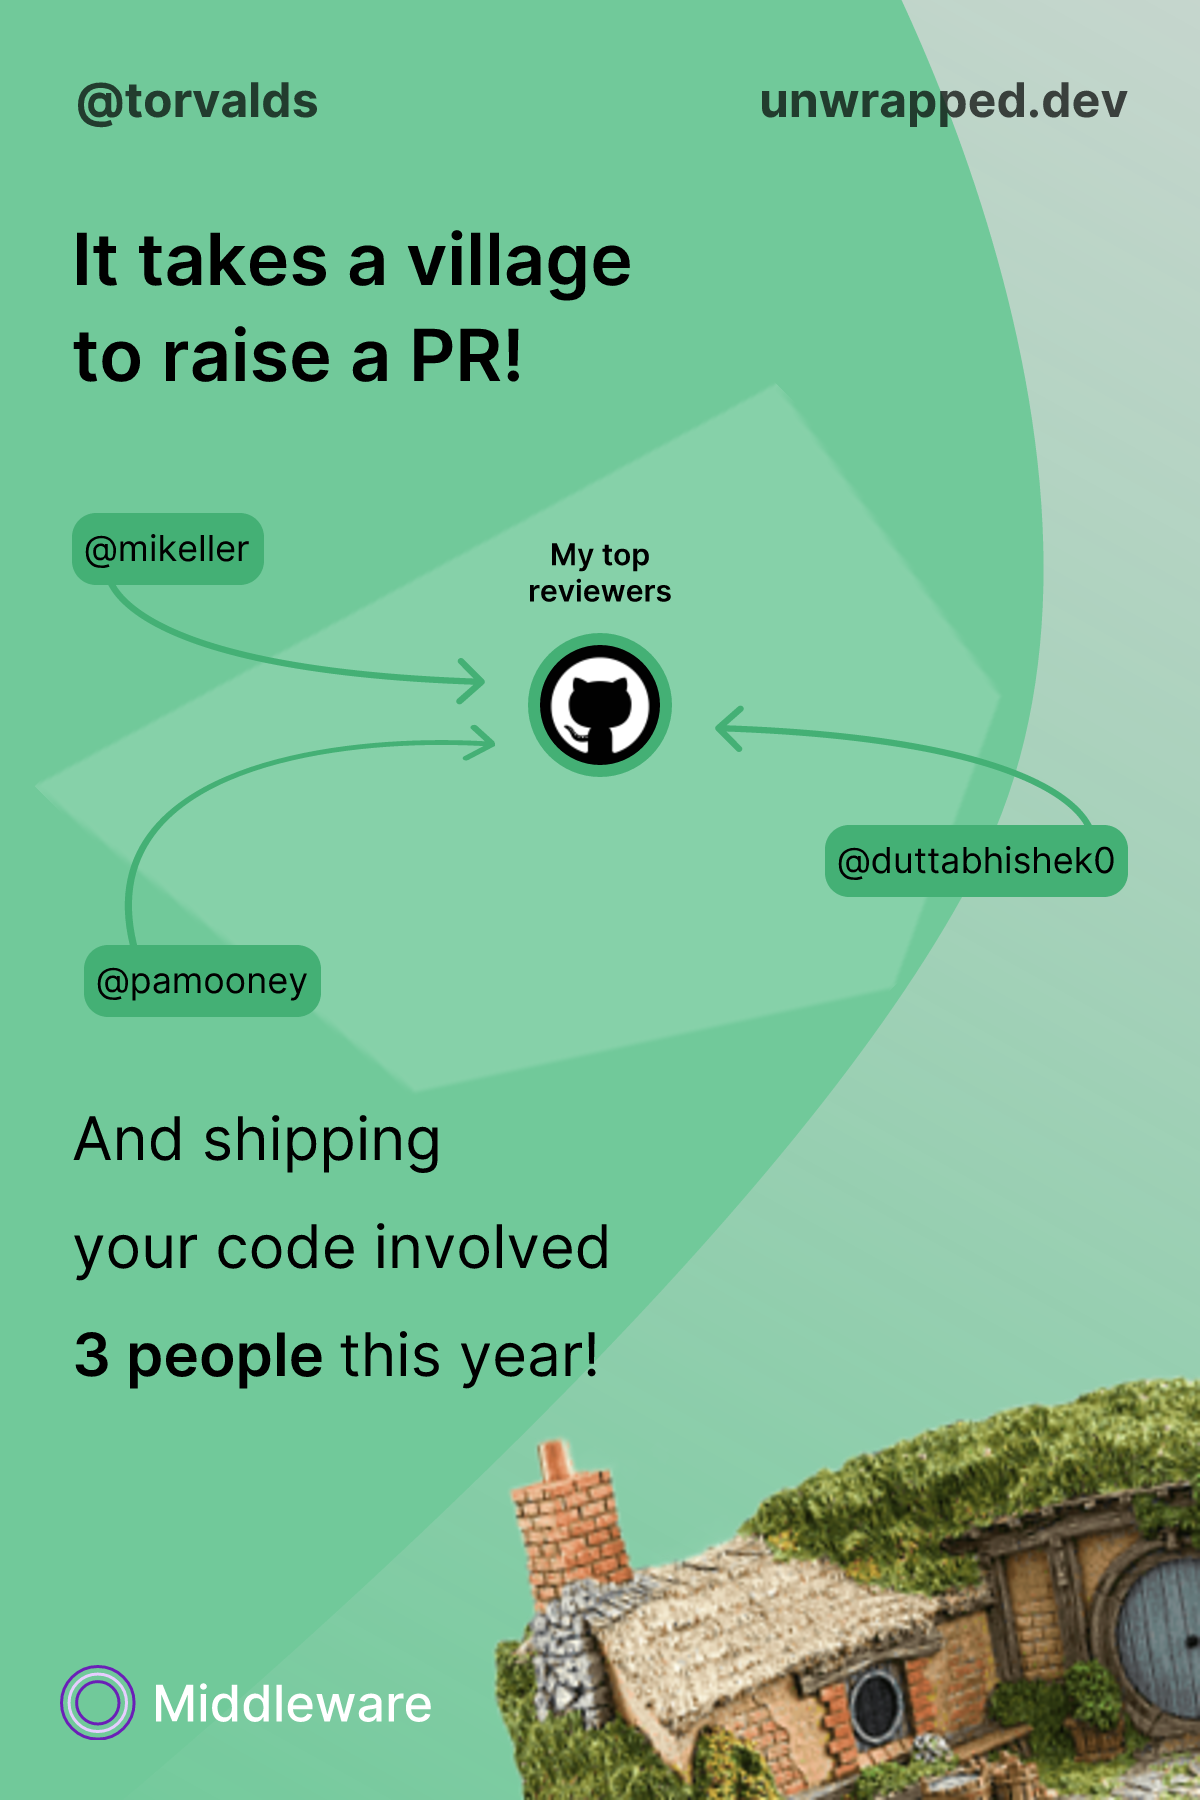 @torvalds
unwrapped.dev
It takes a village
to raise a PR!
@mikeller
My top
reviewers
@duttabhishek0
@pamooney
And shipping
your code involved
3 people this year!
Middleware